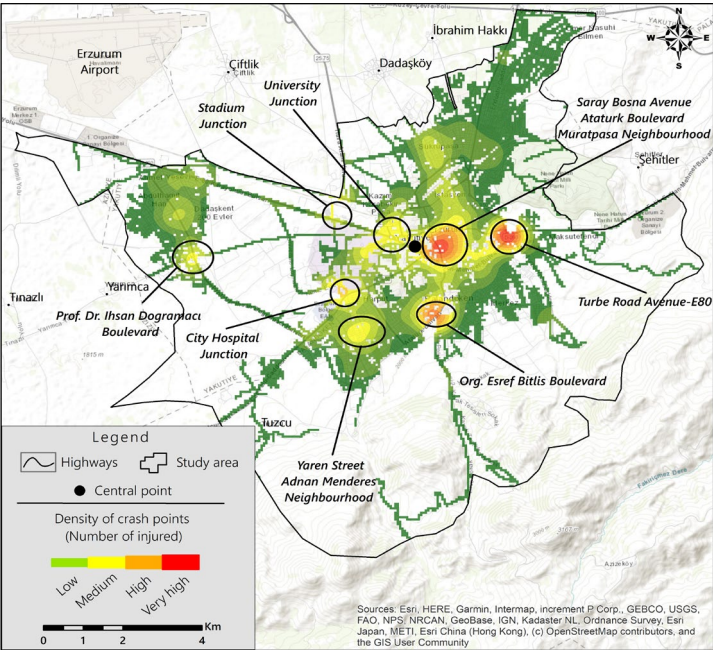 İbrahim Hakkı
N
W
E
S
Erzurum
Airport
Çiftlik
Çiftlik
Dadaşköy
University
Junction
Stadium
Junction
Saray Bosna Avenue
Ataturk Boulevard
Muratpasa Neighbourhood
Şehitler
Yarımca
Tınazlı
Prof. Dr. Ihsan Dogramacı
Boulevard
City Hospital
Junction
Turbe Road Avenue-E80
Org. Esref Bitlis Boulevard
YAKUTİYE
1815 m
Tuzcu
Yaren Street
Adnan Menderes
Neighbourhood
Azizeköy
Legend
Highways
Study area
Central point
Density of crash points
(Number of injured)
Low
Medium
High
Very high
Km
0 1 2 4
Sources: Esri, HERE, Garmin, Intermap, increment P Corp., GEBCO, USGS,
FAO, NPS, NRCAN, GeoBase, IGN, Kadaster NL, Ordnance Survey, Esri
Japan, METI, Esri China (Hong Kong), (c) OpenStreetMap contributors, and
the GIS User Community